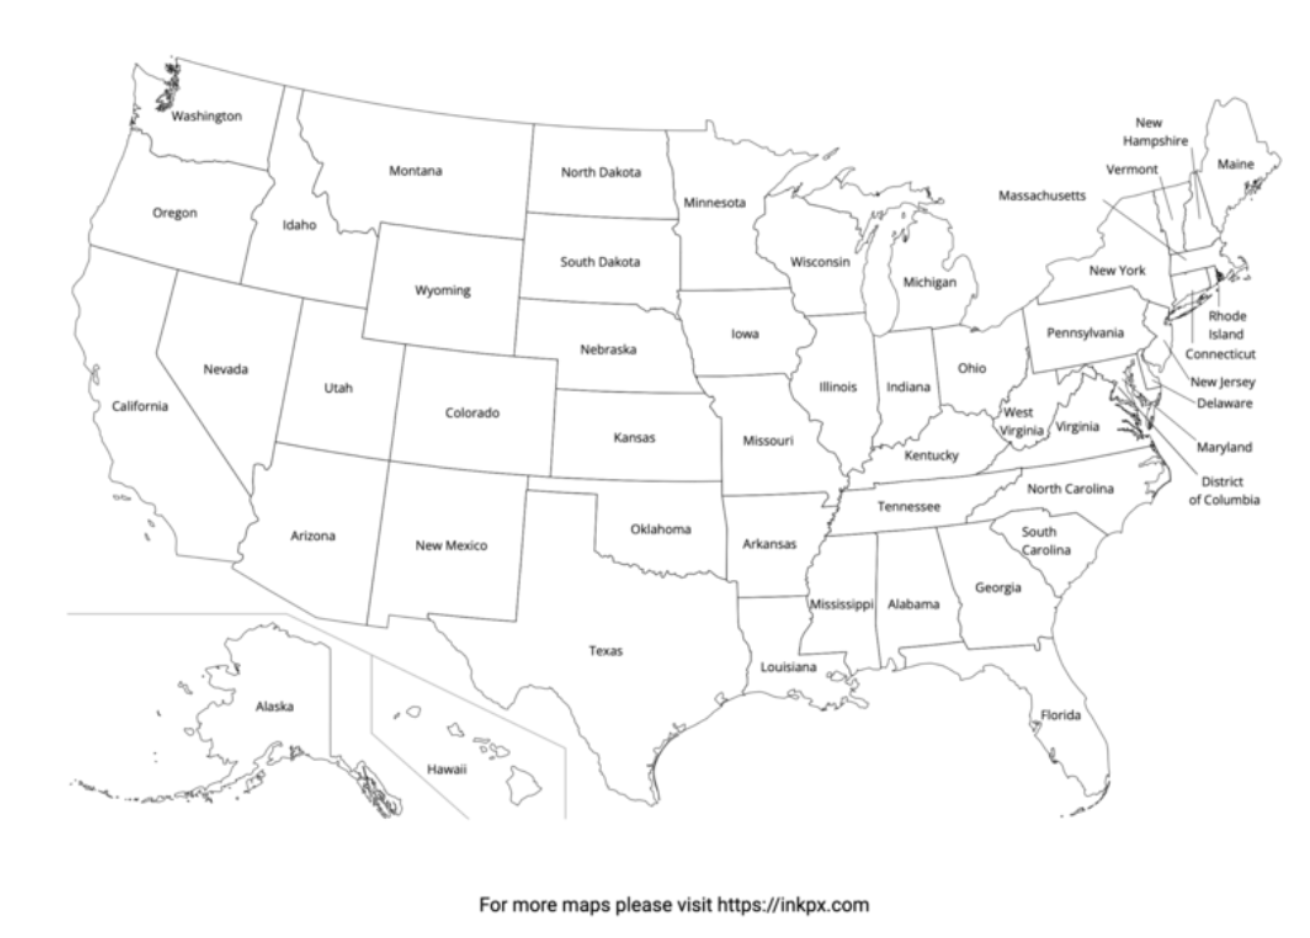 Washington
Montana
North Dakota
Minnesota
New
Hampshire
Vermont
Maine
Massachusetts
Oregon
Idaho
South Dakota
Wisconsin
Michigan
New York
Wyoming
Rhode
Island
Connecticut
Nebraska
Iowa
Pennsylvania
New Jersey
Delaware
Nevada
Utah
Colorado
Illinois
Indiana
Ohio
California
Kansas
Missouri
West
Virginia
Virginia
Maryland
Kentucky
District
of Columbia
Arizona
New Mexico
Oklahoma
Arkansas
Tennessee
North Carolina
South
Carolina
Mississippi
Alabama
Georgia
Texas
Louisiana
Florida
Alaska
Hawaii
For more maps please visit https://inkpx.com